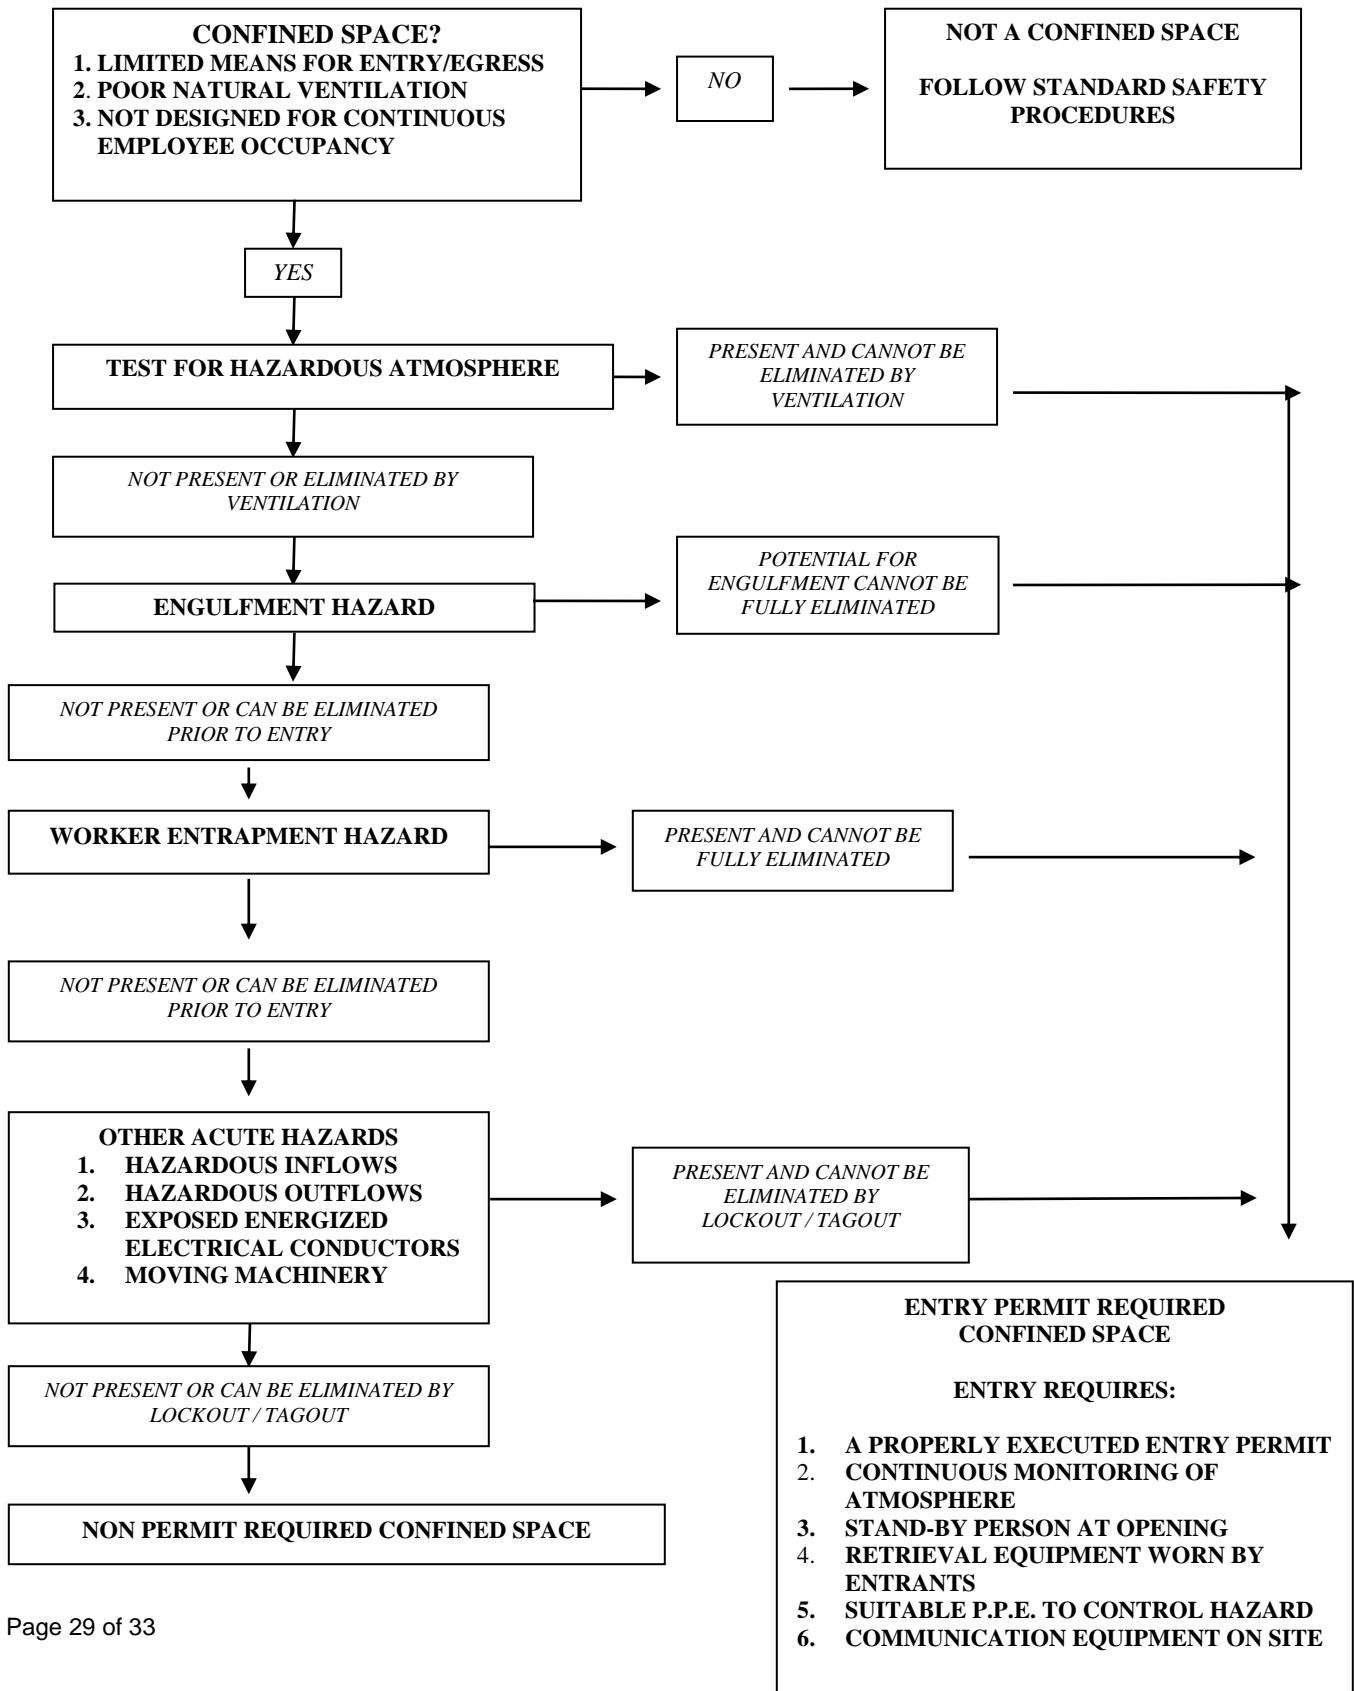 CONFINED SPACE?
1. LIMITED MEANS FOR ENTRY/EGRESS
2. POOR NATURAL VENTILATION
3. NOT DESIGNED FOR CONTINUOUS
EMPLOYEE OCCUPANCY
NO
NOT A CONFINED SPACE
FOLLOW STANDARD SAFETY
PROCEDURES
YES
TEST FOR HAZARDOUS ATMOSPHERE
PRESENT AND CANNOT BE
ELIMINATED BY
VENTILATION
NOT PRESENT OR ELIMINATED BY
VENTILATION
ENGULFMENT HAZARD
POTENTIAL FOR
ENGULFMENT CANNOT BE
FULLY ELIMINATED
NOT PRESENT OR CAN BE ELIMINATED
PRIOR TO ENTRY
WORKER ENTRAPMENT HAZARD
PRESENT AND CANNOT BE
FULLY ELIMINATED
NOT PRESENT OR CAN BE ELIMINATED
PRIOR TO ENTRY
OTHER ACUTE HAZARDS
1. HAZARDOUS INFLOWS
2. HAZARDOUS OUTFLOWS
3. EXPOSED ENERGIZED
ELECTRICAL CONDUCTORS
4. MOVING MACHINERY
PRESENT AND CANNOT BE
ELIMINATED BY
LOCKOUT / TAGOUT
NOT PRESENT OR CAN BE ELIMINATED BY
LOCKOUT / TAGOUT
NON PERMIT REQUIRED CONFINED SPACE
ENTRY PERMIT REQUIRED
CONFINED SPACE
ENTRY REQUIRES:
1. A PROPERLY EXECUTED ENTRY PERMIT
2. CONTINUOUS MONITORING OF
ATMOSPHERE
3. STAND-BY PERSON AT OPENING
4. RETRIEVAL EQUIPMENT WORN BY
ENTRANTS
5. SUITABLE P.P.E. TO CONTROL HAZARD
6. COMMUNICATION EQUIPMENT ON SITE
Page 29 of 33